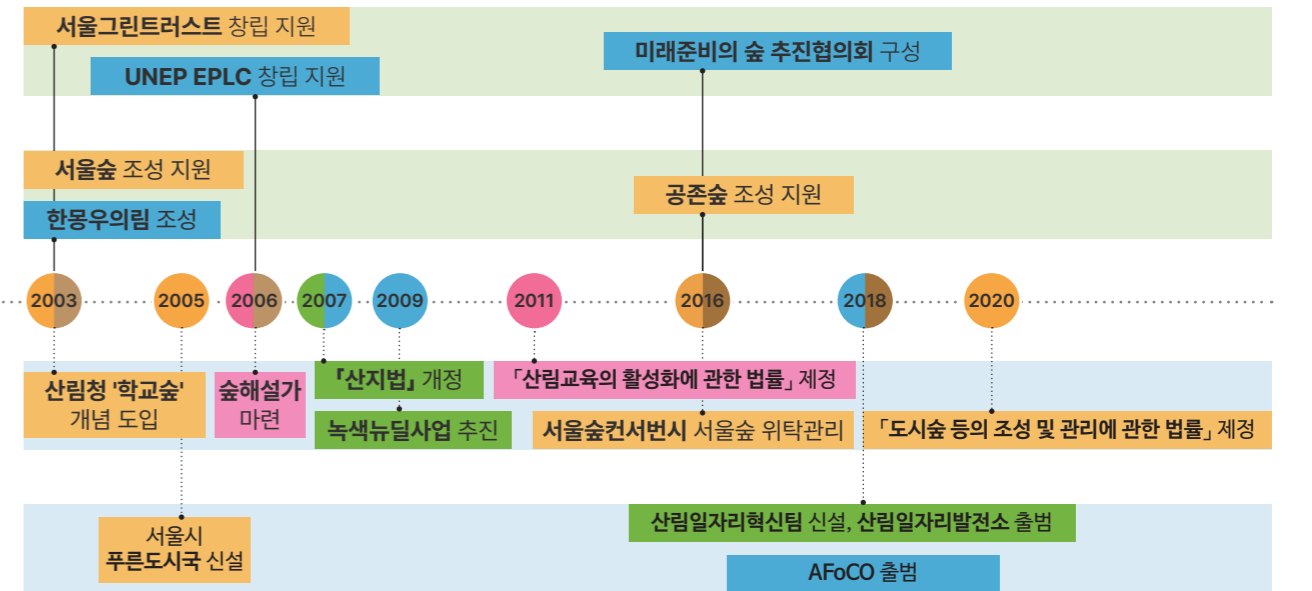 서울그린트러스트 창립 지원
미래준비의 숲 추진협의회 구성
UNEP EPLC 창립 지원
서울숲 조성 지원
공존숲 조성 지원
한몽우의림 조성
2003
2005
2006
2007
2009
2011
2016
2018
2020
산림청 '학교숲'
개념 도입
숲해설가
마련
『산지법』 개정
「산림교육의 활성화에 관한 법률」 제정
녹색뉴딜사업 추진
서울숲컨서번시 서울숲 위탁관리
「도시숲 등의 조성 및 관리에 관한 법률」 제정
서울시
푸른도시국 신설
산림일자리혁신팀 신설, 산림일자리발전소 출범
AFoCO 출범